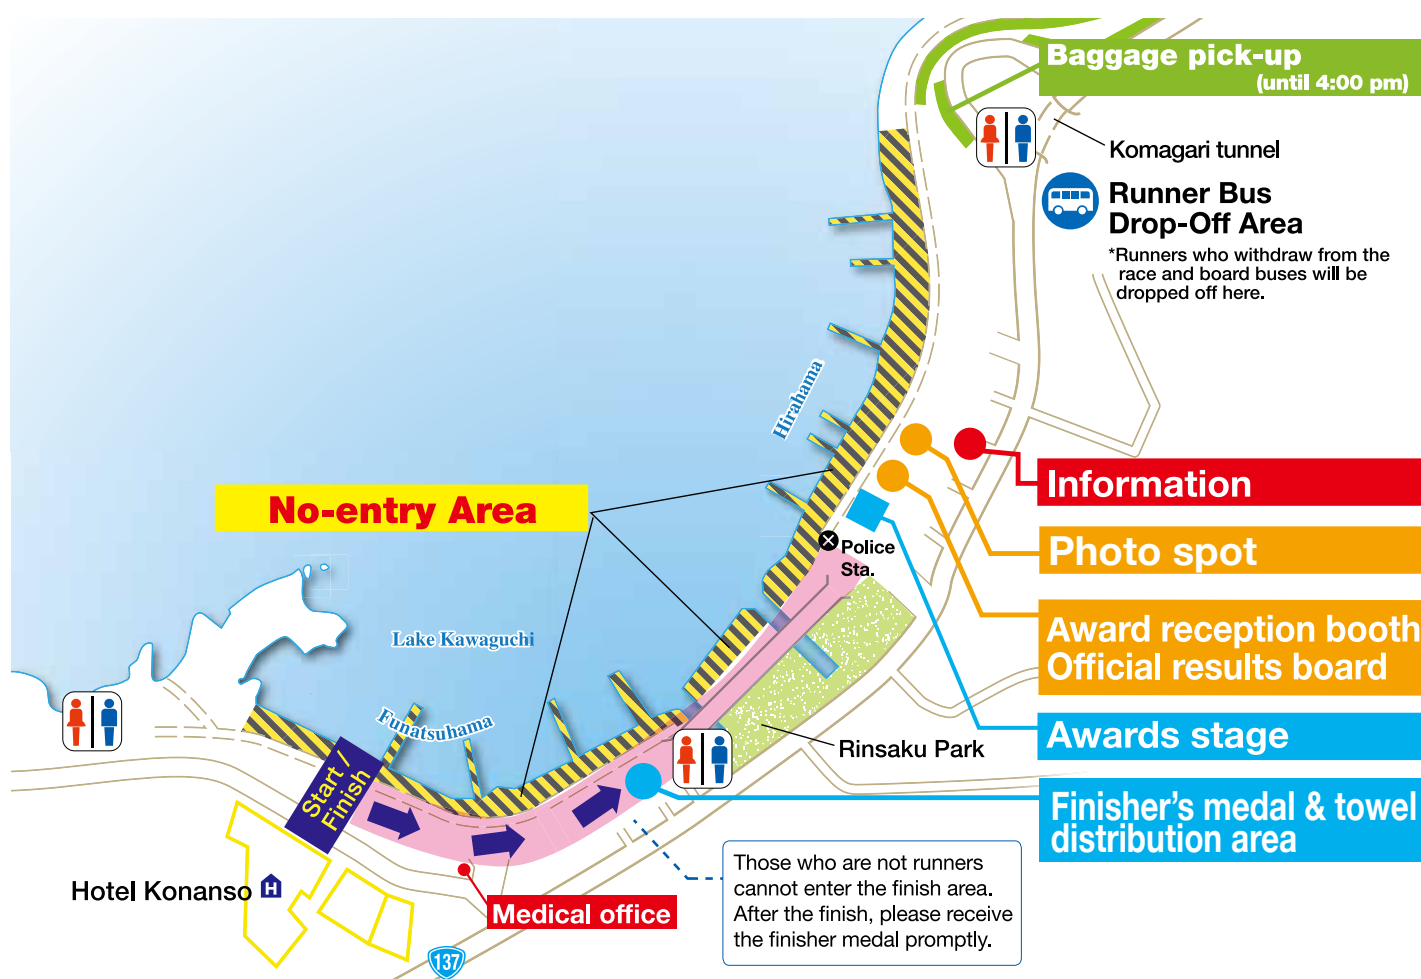 Baggage pick-up
(until 4:00 pm)
Komagari tunnel
Runner Bus
Drop-Off Area
*Runners who withdraw from the
race and board buses will be
dropped off here.
Hirahama
Information
No-entry Area
Photo spot
Police
Sta.
Award reception booth
Official results board
Lake Kawaguchi
Funatsuhama
Awards stage
Rinsaku Park
Start /
Finish
Finisher's medal & towel
distribution area
Those who are not runners
cannot enter the finish area.
After the finish, please receive
the finisher medal promptly.
Hotel Konanso
H
Medical office
137